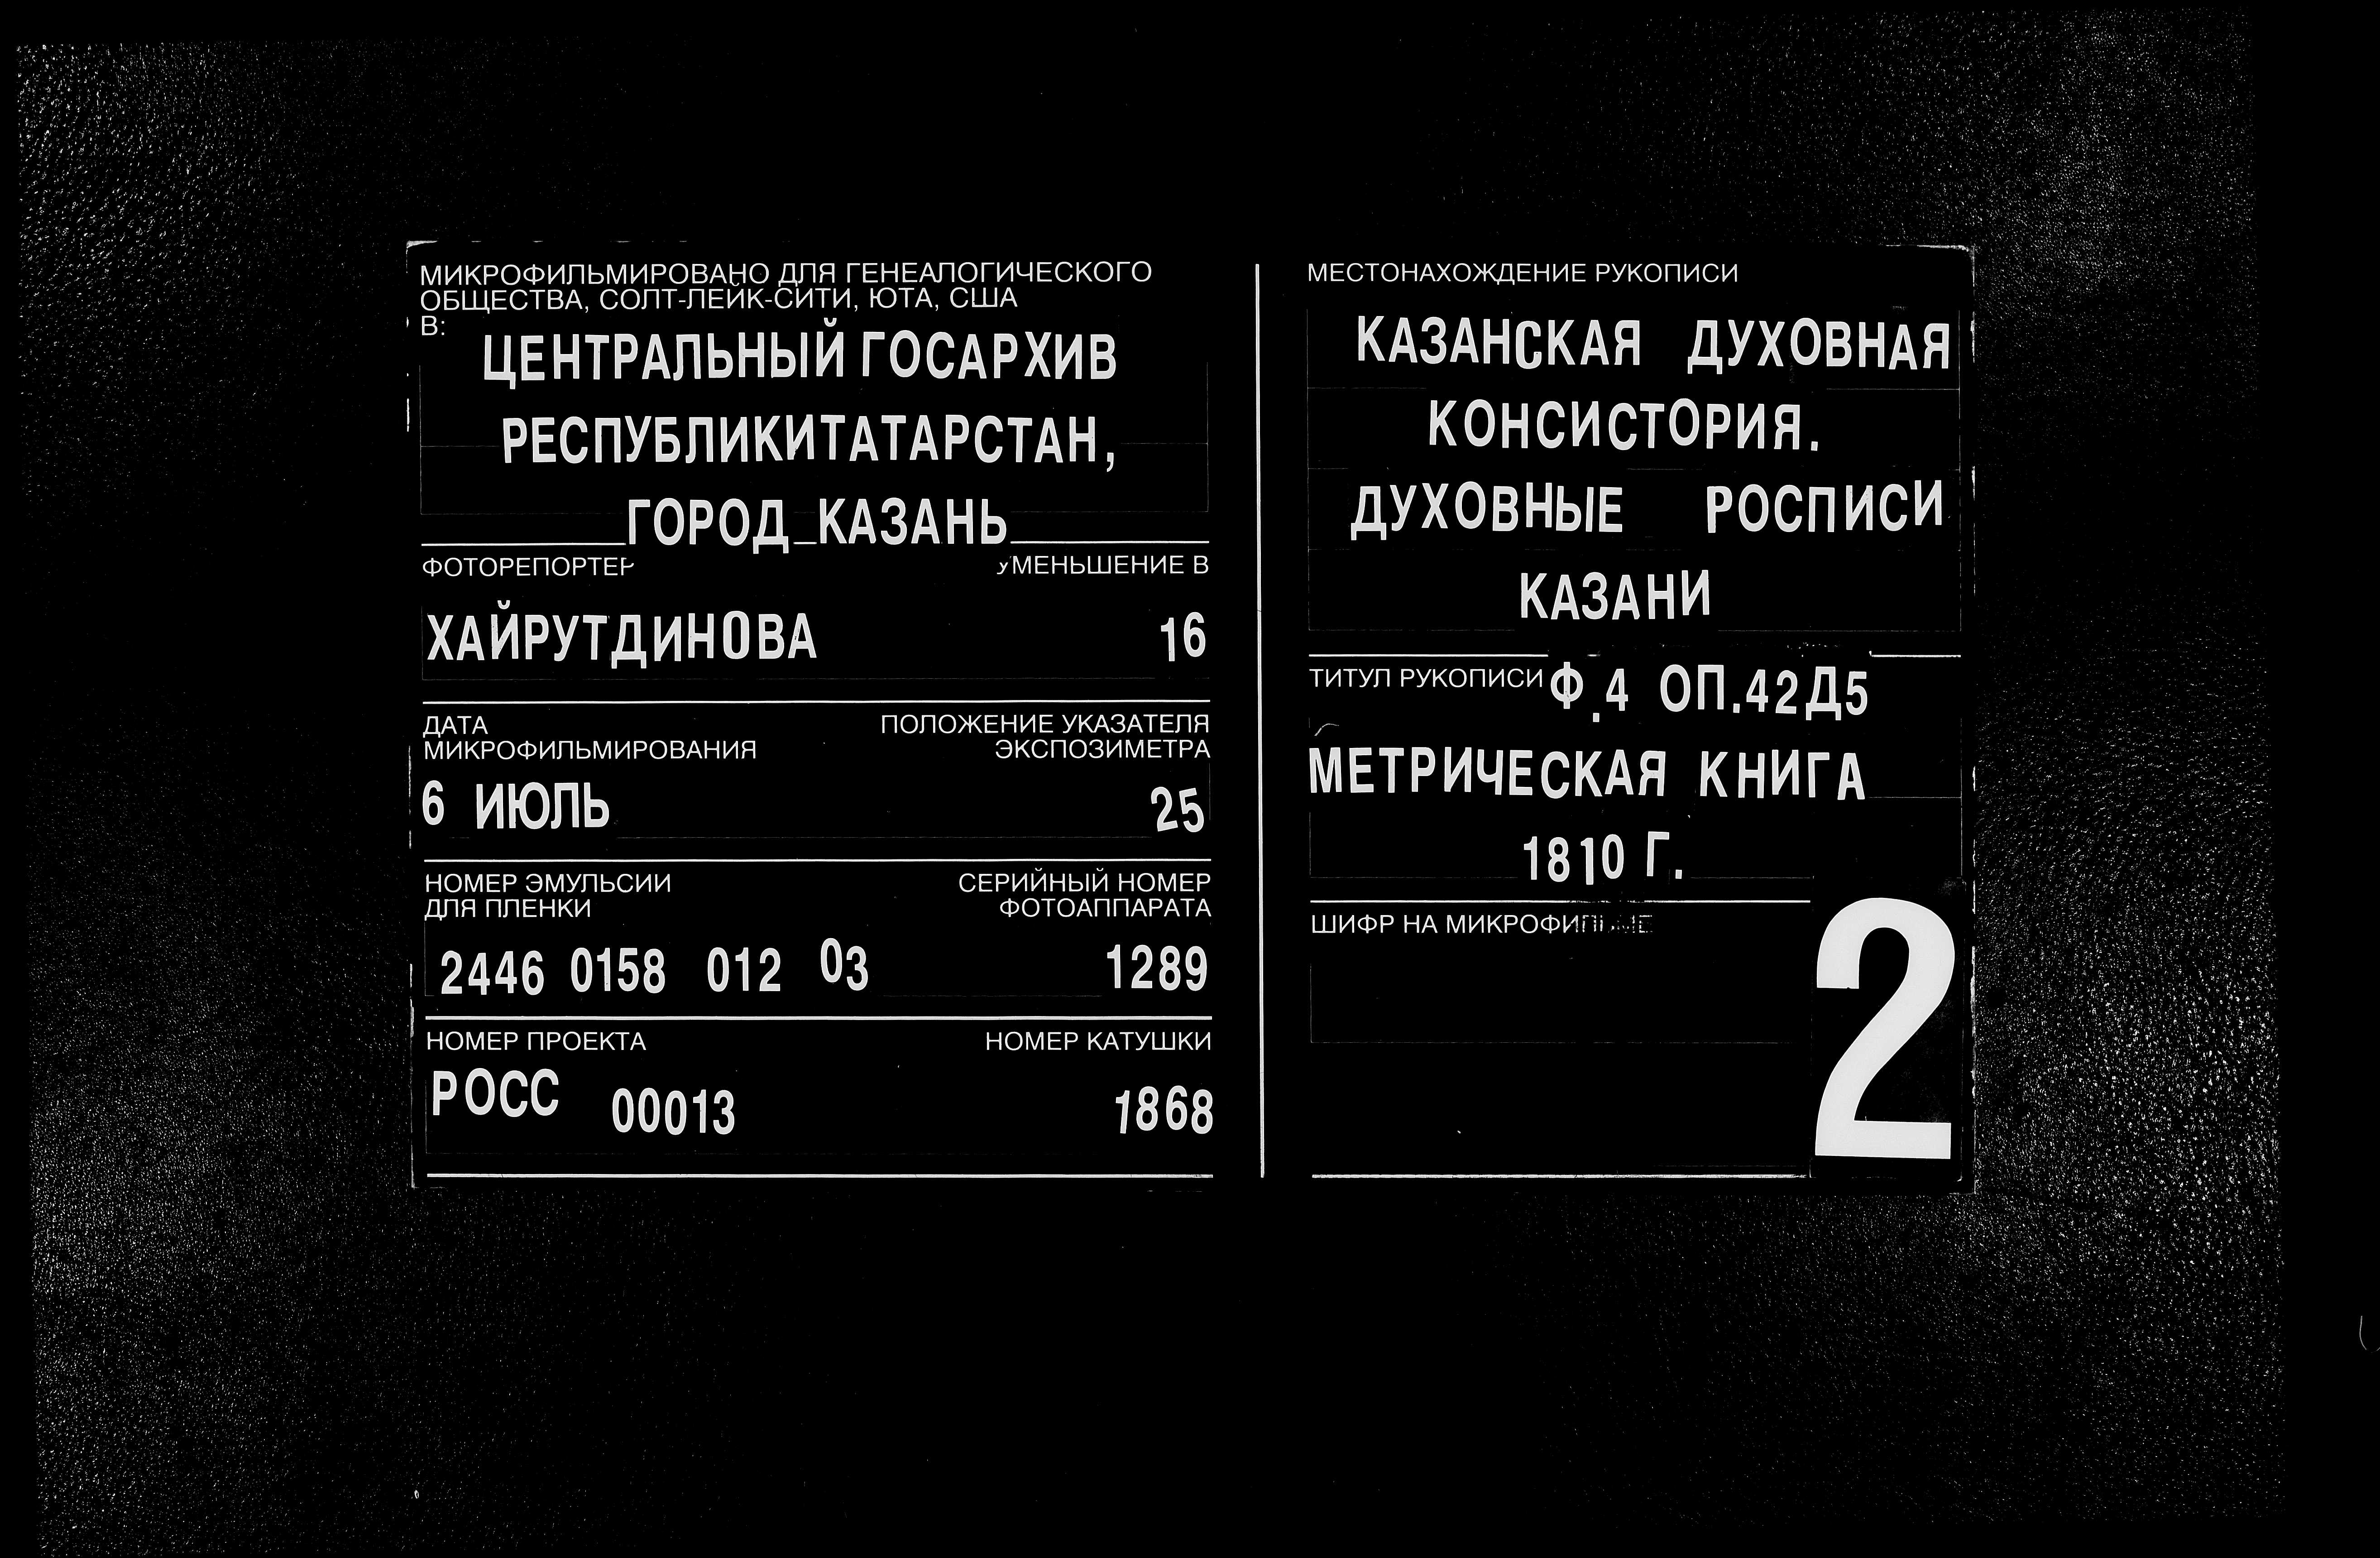 МИКРОФИЛЬМИРОВАНО ДЛЯ ГЕНЕАЛОГИЧЕСКОГО
ОБЩЕСТВА, СОЛТ-ЛЕЙК-СИТИ, ЮТА, США
В:
ЦЕНТРАЛЬНЫЙ ГОСАРХИВ
РЕСПУБЛИКИТАТАРСТАН,
ГОРОД КАЗАНЬ
ФОТОРЕПОРТЕР УМЕНЬШЕНИЕ В
ХАЙРУТДИНОВА 16
ДАТА ПОЛОЖЕНИЕ УКАЗАТЕЛЯ
МИКРОФИЛЬМИРОВАНИЯ ЭКСПОЗИМЕТРА
6 ИЮЛЬ 25
НОМЕР ЭМУЛЬСИИ СЕРИЙНЫЙ НОМЕР
ДЛЯ ПЛЕНКИ ФОТОАППАРАТА
2446 0158 012 03 1289
НОМЕР ПРОЕКТА НОМЕР КАТУШКИ
РОСС 00013 1868
МЕСТОНАХОЖДЕНИЕ РУКОПИСИ
КАЗАНСКАЯ ДУХОВНАЯ
КОНСИСТОРИЯ.
ДУХОВНЫЕ РОСПИСИ
КАЗАНИ
ТИТУЛ РУКОПИСИ Ф.4 ОП.42Д5
МЕТРИЧЕСКАЯ КНИГА
1810 Г.
ШИФР НА МИКРОФИЛЬМЕ
2